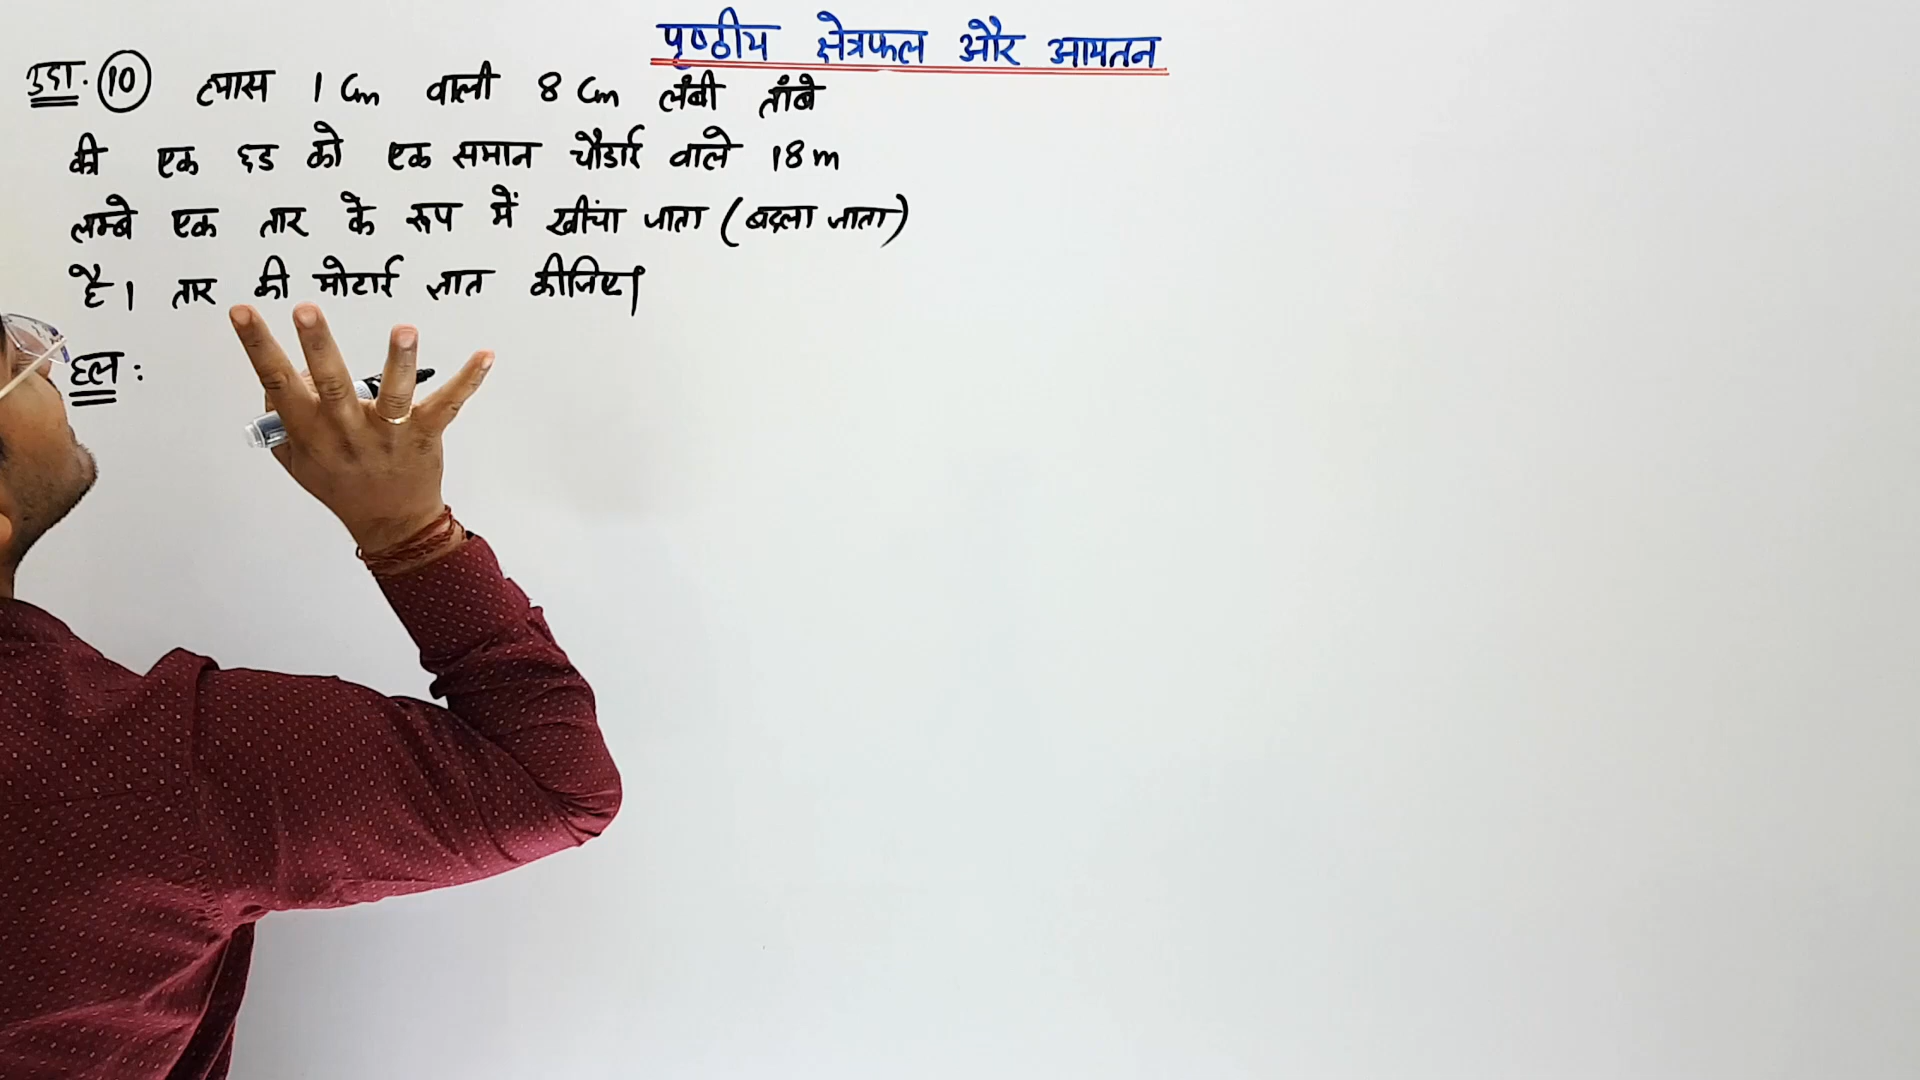 पृष्ठीय क्षेत्रफल और आयतन
उदा. 10 व्यास 1 cm वाली 8 cm लंबी तांबे
की एक छड को एक समान चौडाई वाले 18 m
लम्बे एक तार के रूप में खींचा जाता (बदला जाता)
है। तार की मोटाई ज्ञात कीजिए।
हल :